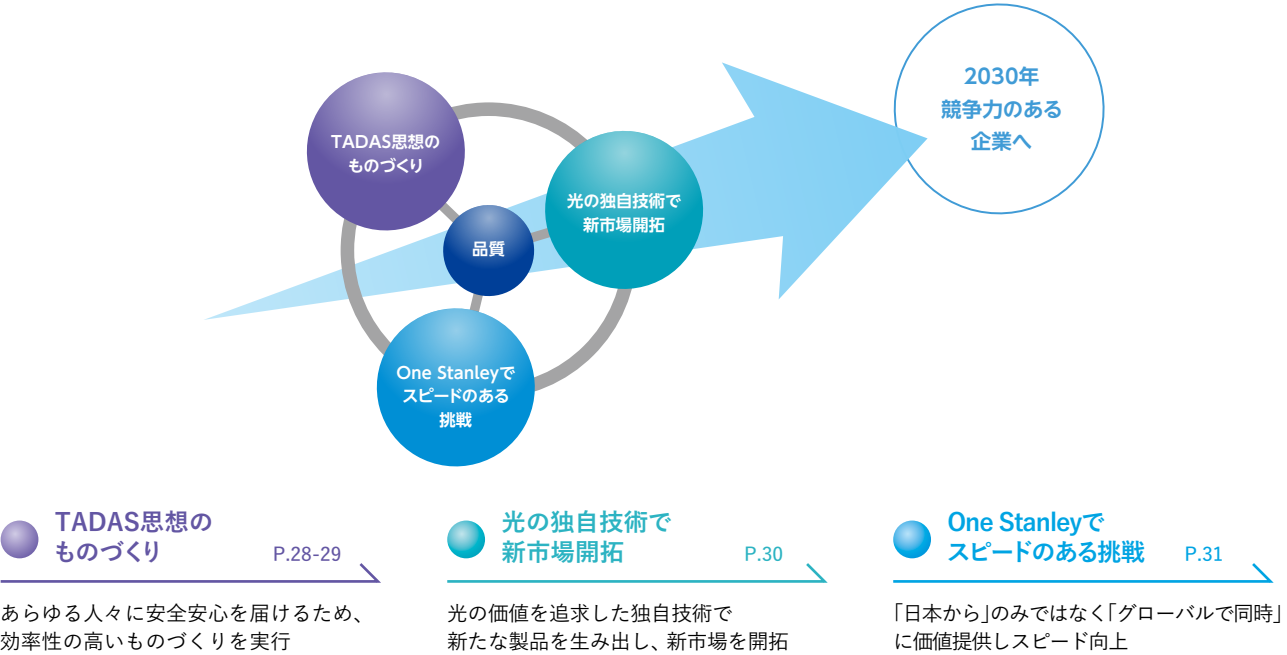 2030年
競争力のある
企業へ
TADAS思想の
ものづくり
光の独自技術で
新市場開拓
品質
One Stanleyで
スピードのある
挑戦
TADAS思想の
ものづくり P.28-29
あらゆる人々に安全安心を届けるため、
効率性の高いものづくりを実行
光の独自技術で
新市場開拓 P.30
光の価値を追求した独自技術で
新たな製品を生み出し、新市場を開拓
One Stanleyで
スピードのある挑戦 P.31
「日本から」のみではなく「グローバルで同時」
に価値提供しスピード向上